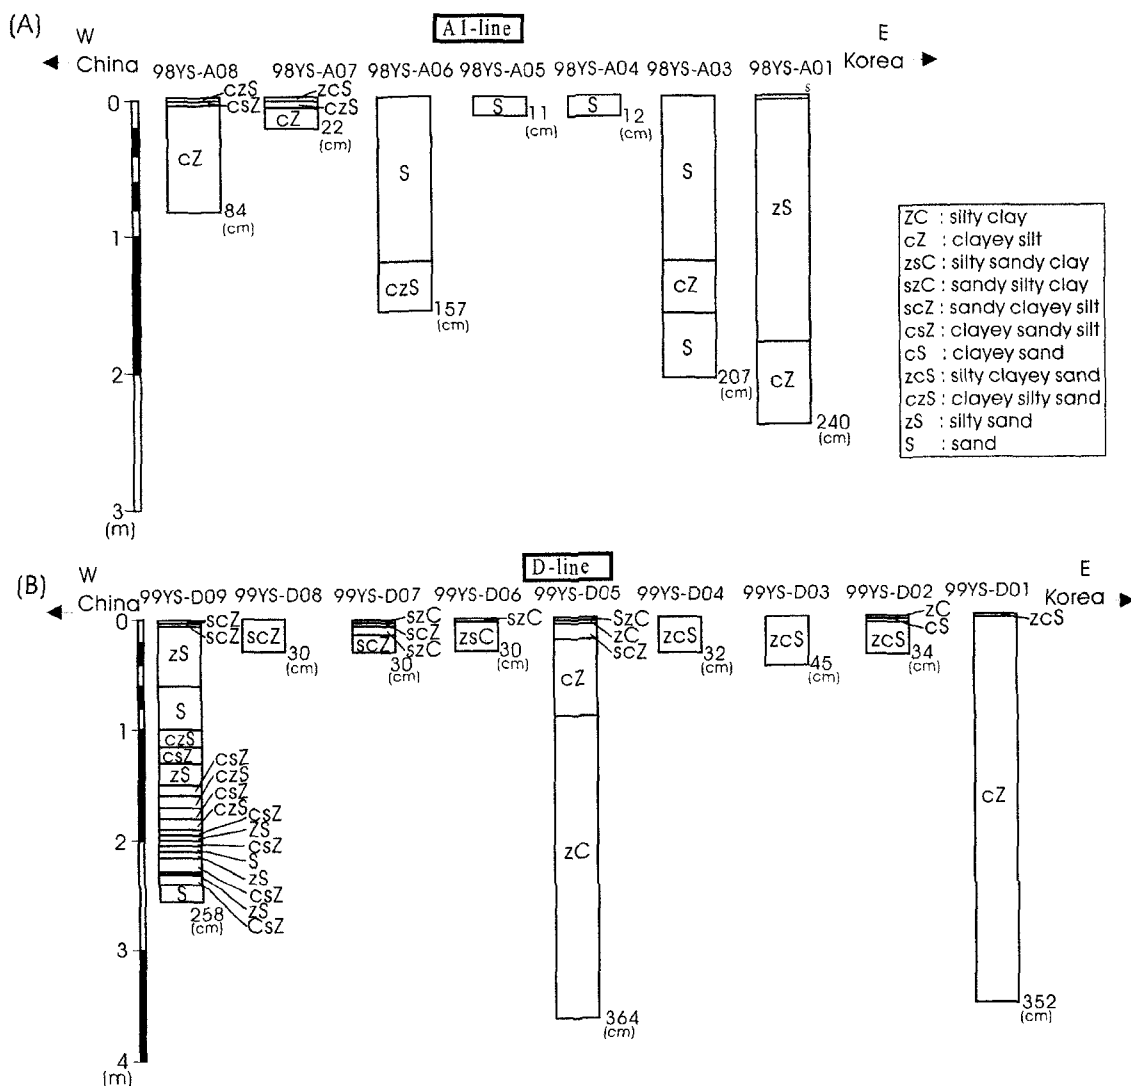 (A)
A1-line
W
E
China
Korea
98YS-A08 98YS-A07 98YS-A06 98YS-A05 98YS-A04 98YS-A03 98YS-A01
0
1
2
3
(m)
czS
csZ
cZ
84
(cm)
zcS
czS
cZ
22
(cm)
S
czS
157
(cm)
S
11
(cm)
S
12
(cm)
S
cZ
S
207
(cm)
s
zS
cZ
240
(cm)
ZC : silty clay
cZ : clayey silt
zsC : silty sandy clay
szC : sandy silty clay
scZ : sandy clayey silt
csZ : clayey sandy silt
cS : clayey sand
zcS : silty clayey sand
czS : clayey silty sand
zS : silty sand
S : sand
(B)
D-line
W
E
China
Korea
99YS-D09 99YS-D08 99YS-D07 99YS-D06 99YS-D05 99YS-D04 99YS-D03 99YS-D02 99YS-D01
0
1
2
3
4
(m)
scZ
scZ
zS
S
czS
csZ
zS
csZ
czS
csZ
czS
csZ
zS
csZ
S
zS
csZ
zS
CsZ
S
258
(cm)
scZ
30
(cm)
szC
scZ
szC
scZ
30
(cm)
szC
zsC
30
(cm)
SzC
zC
scZ
cZ
zC
364
(cm)
zcS
32
(cm)
zcS
45
(cm)
zC
cS
zcS
34
(cm)
zcS
cZ
352
(cm)